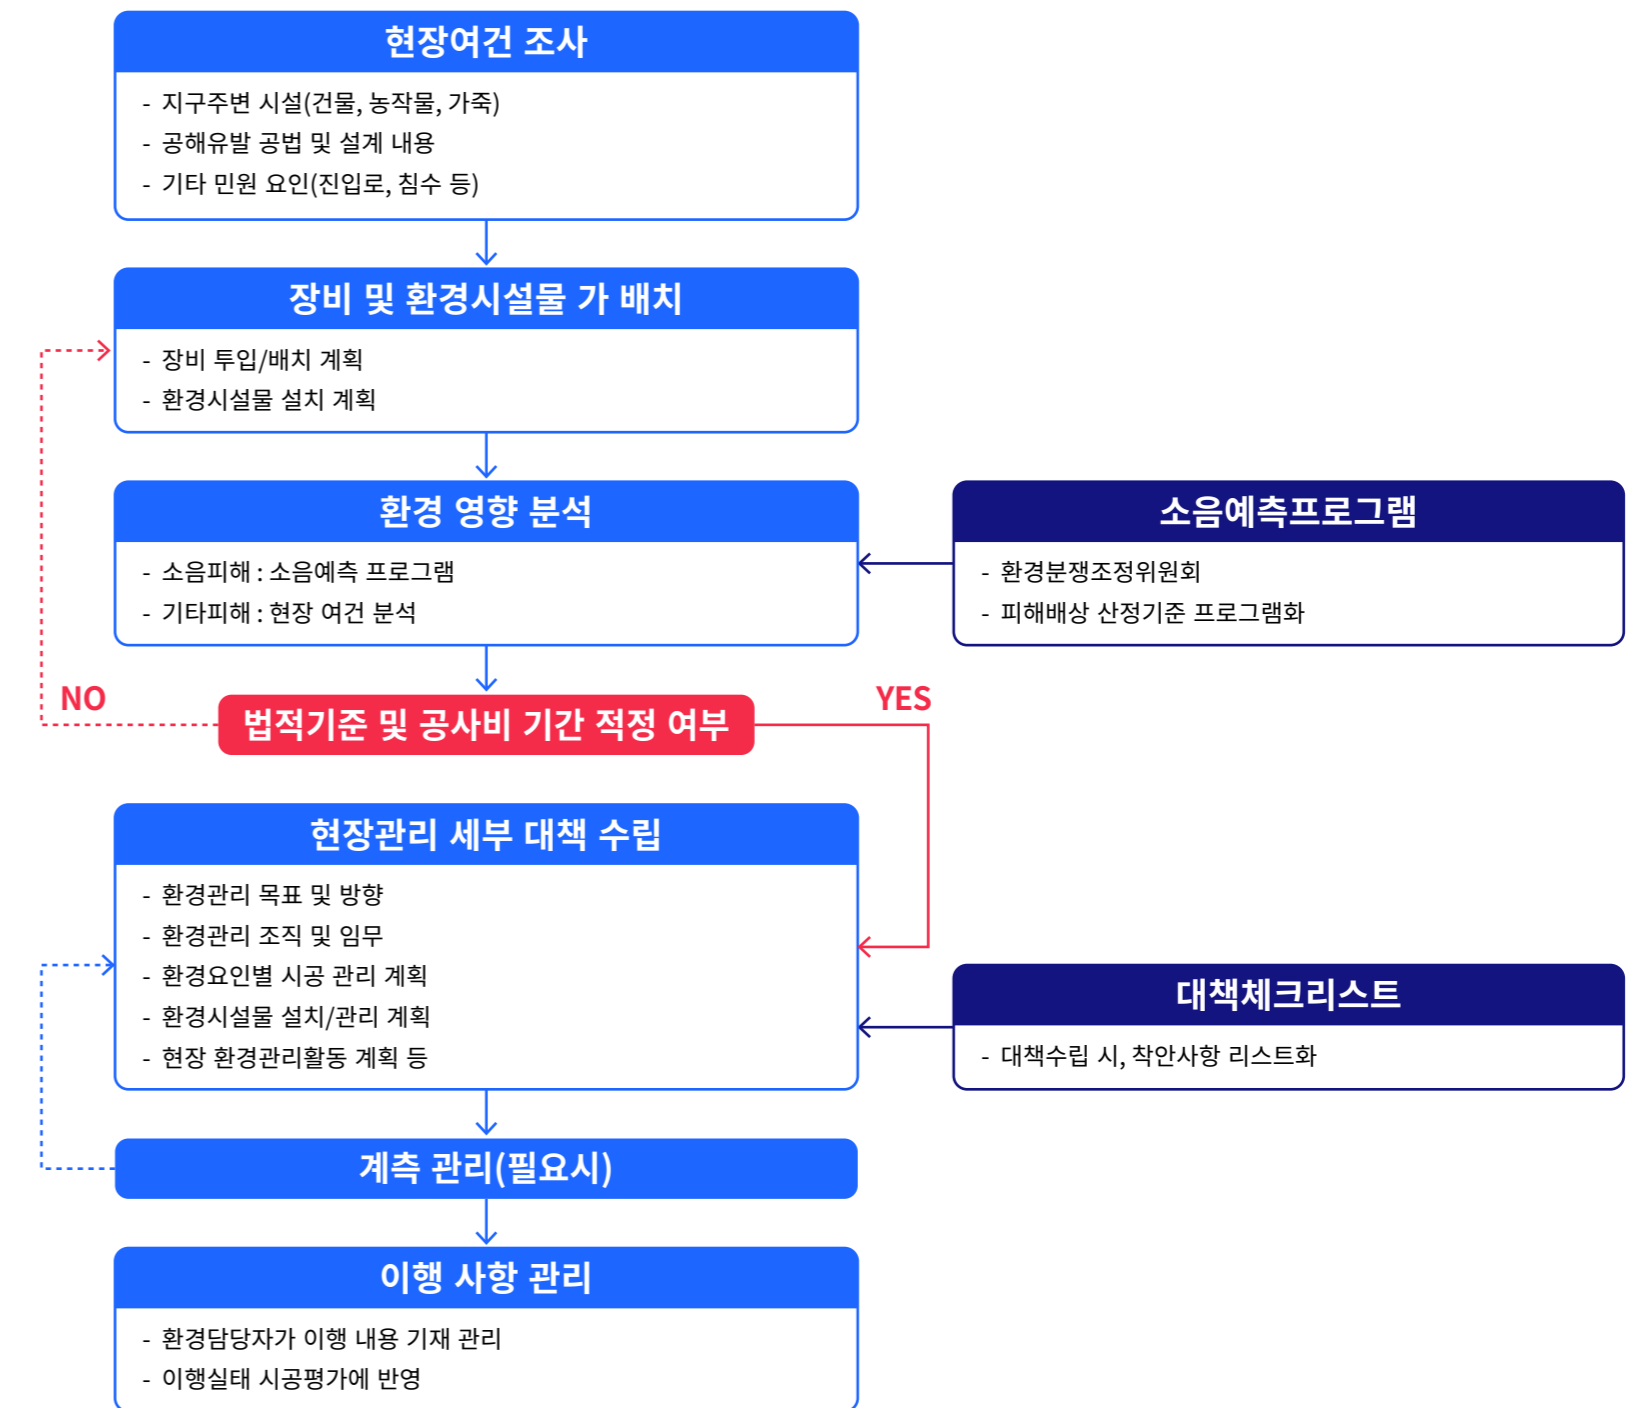 현장여건 조사
- 지구주변 시설(건물, 농작물, 가죽)
- 공해유발 공법 및 설계 내용
- 기타 민원 요인(진입로, 침수 등)
장비 및 환경시설물 가 배치
- 장비 투입/배치 계획
- 환경시설물 설치 계획
환경 영향 분석
- 소음피해 : 소음예측 프로그램
- 기타피해 : 현장 여건 분석
소음예측프로그램
- 환경분쟁조정위원회
- 피해배상 산정기준 프로그램화
NO
YES
법적기준 및 공사비 기간 적정 여부
현장관리 세부 대책 수립
- 환경관리 목표 및 방향
- 환경관리 조직 및 임무
- 환경요인별 시공 관리 계획
- 환경시설물 설치/관리 계획
- 현장 환경관리활동 계획 등
대책체크리스트
- 대책수립 시, 착안사항 리스트화
계측 관리(필요시)
이행 사항 관리
- 환경담당자가 이행 내용 기재 관리
- 이행실태 시공평가에 반영